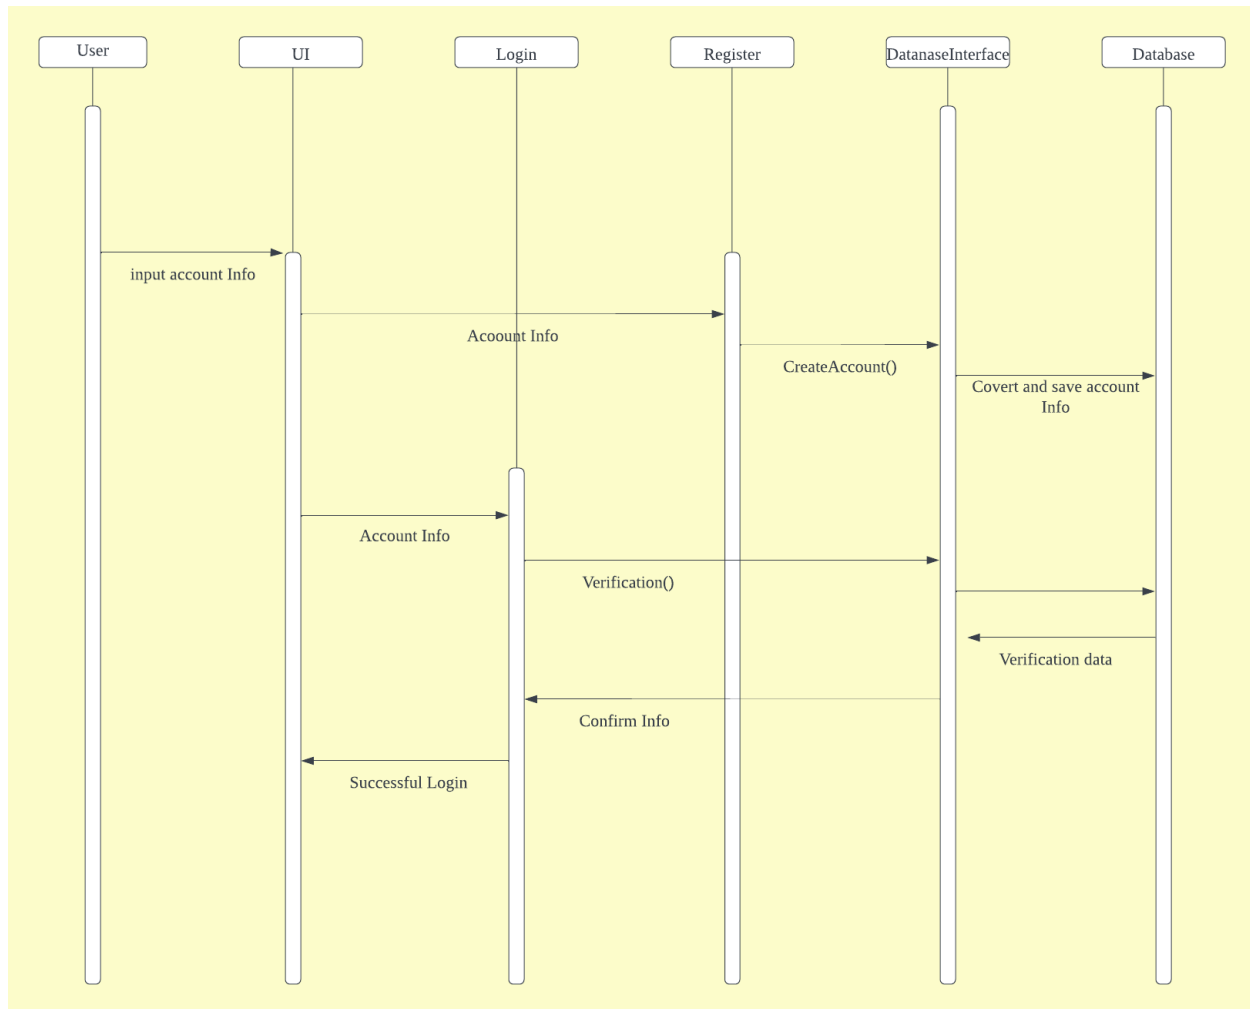 User
UI
Login
Register
DatanaseInterface
Database
input account Info
Acoount Info
CreateAccount()
Covert and save account
Info
Account Info
Verification()
Verification data
Confirm Info
Successful Login